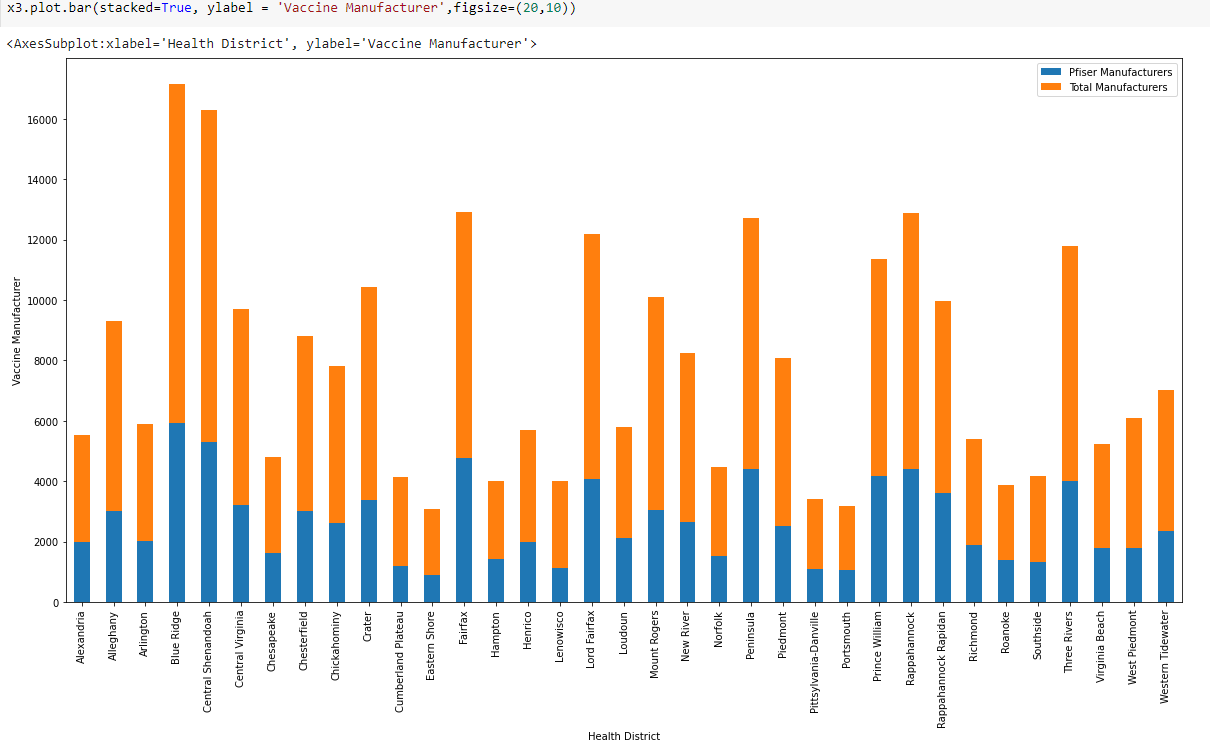 x3.plot.bar(stacked=True, ylabel = 'Vaccine Manufacturer',figsize=(20,10))
<AxesSubplot:xlabel='Health District', ylabel='Vaccine Manufacturer'>
Pfiser Manufacturers
Total Manufacturers
16000
14000
12000
10000
8000
6000
4000
2000
0
Vaccine Manufacturer
Alexandria
Alleghany
Arlington
Blue Ridge
Central Shenandoah
Central Virginia
Chesapeake
Chesterfield
Chickahominy
Crater
Cumberland Plateau
Eastern Shore
Fairfax
Hampton
Henrico
Lenowisco
Lord Fairfax
Loudoun
Mount Rogers
New River
Norfolk
Peninsula
Piedmont
Pittsylvania-Danville
Portsmouth
Prince William
Rappahannock
Rappahannock Rapidan
Richmond
Roanoke
Southside
Three Rivers
Virginia Beach
West Piedmont
Western Tidewater
Health District